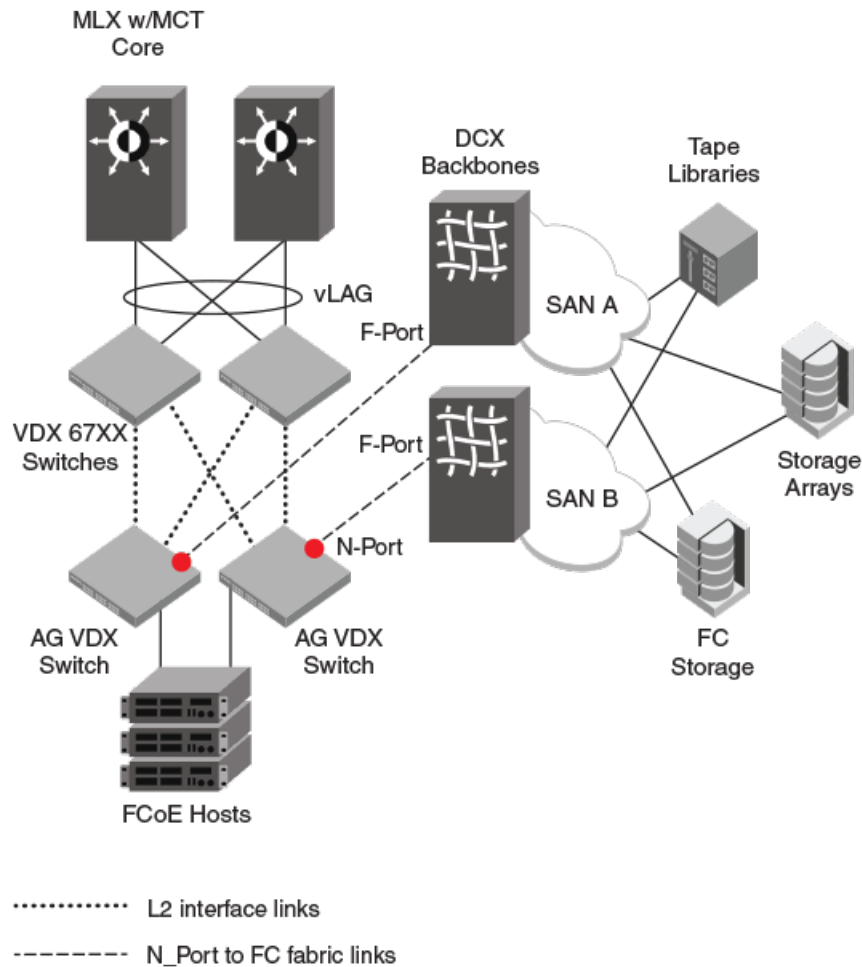 MLX w/MCT
Core
DCX
Backbones
Tape
Libraries
vLAG
F-Port
SAN A
VDX 67XX
Switches
F-Port
SAN B
Storage
Arrays
N-Port
AG VDX
Switch
AG VDX
Switch
FC
Storage
FCoE Hosts
L2 interface links
N_Port to FC fabric links